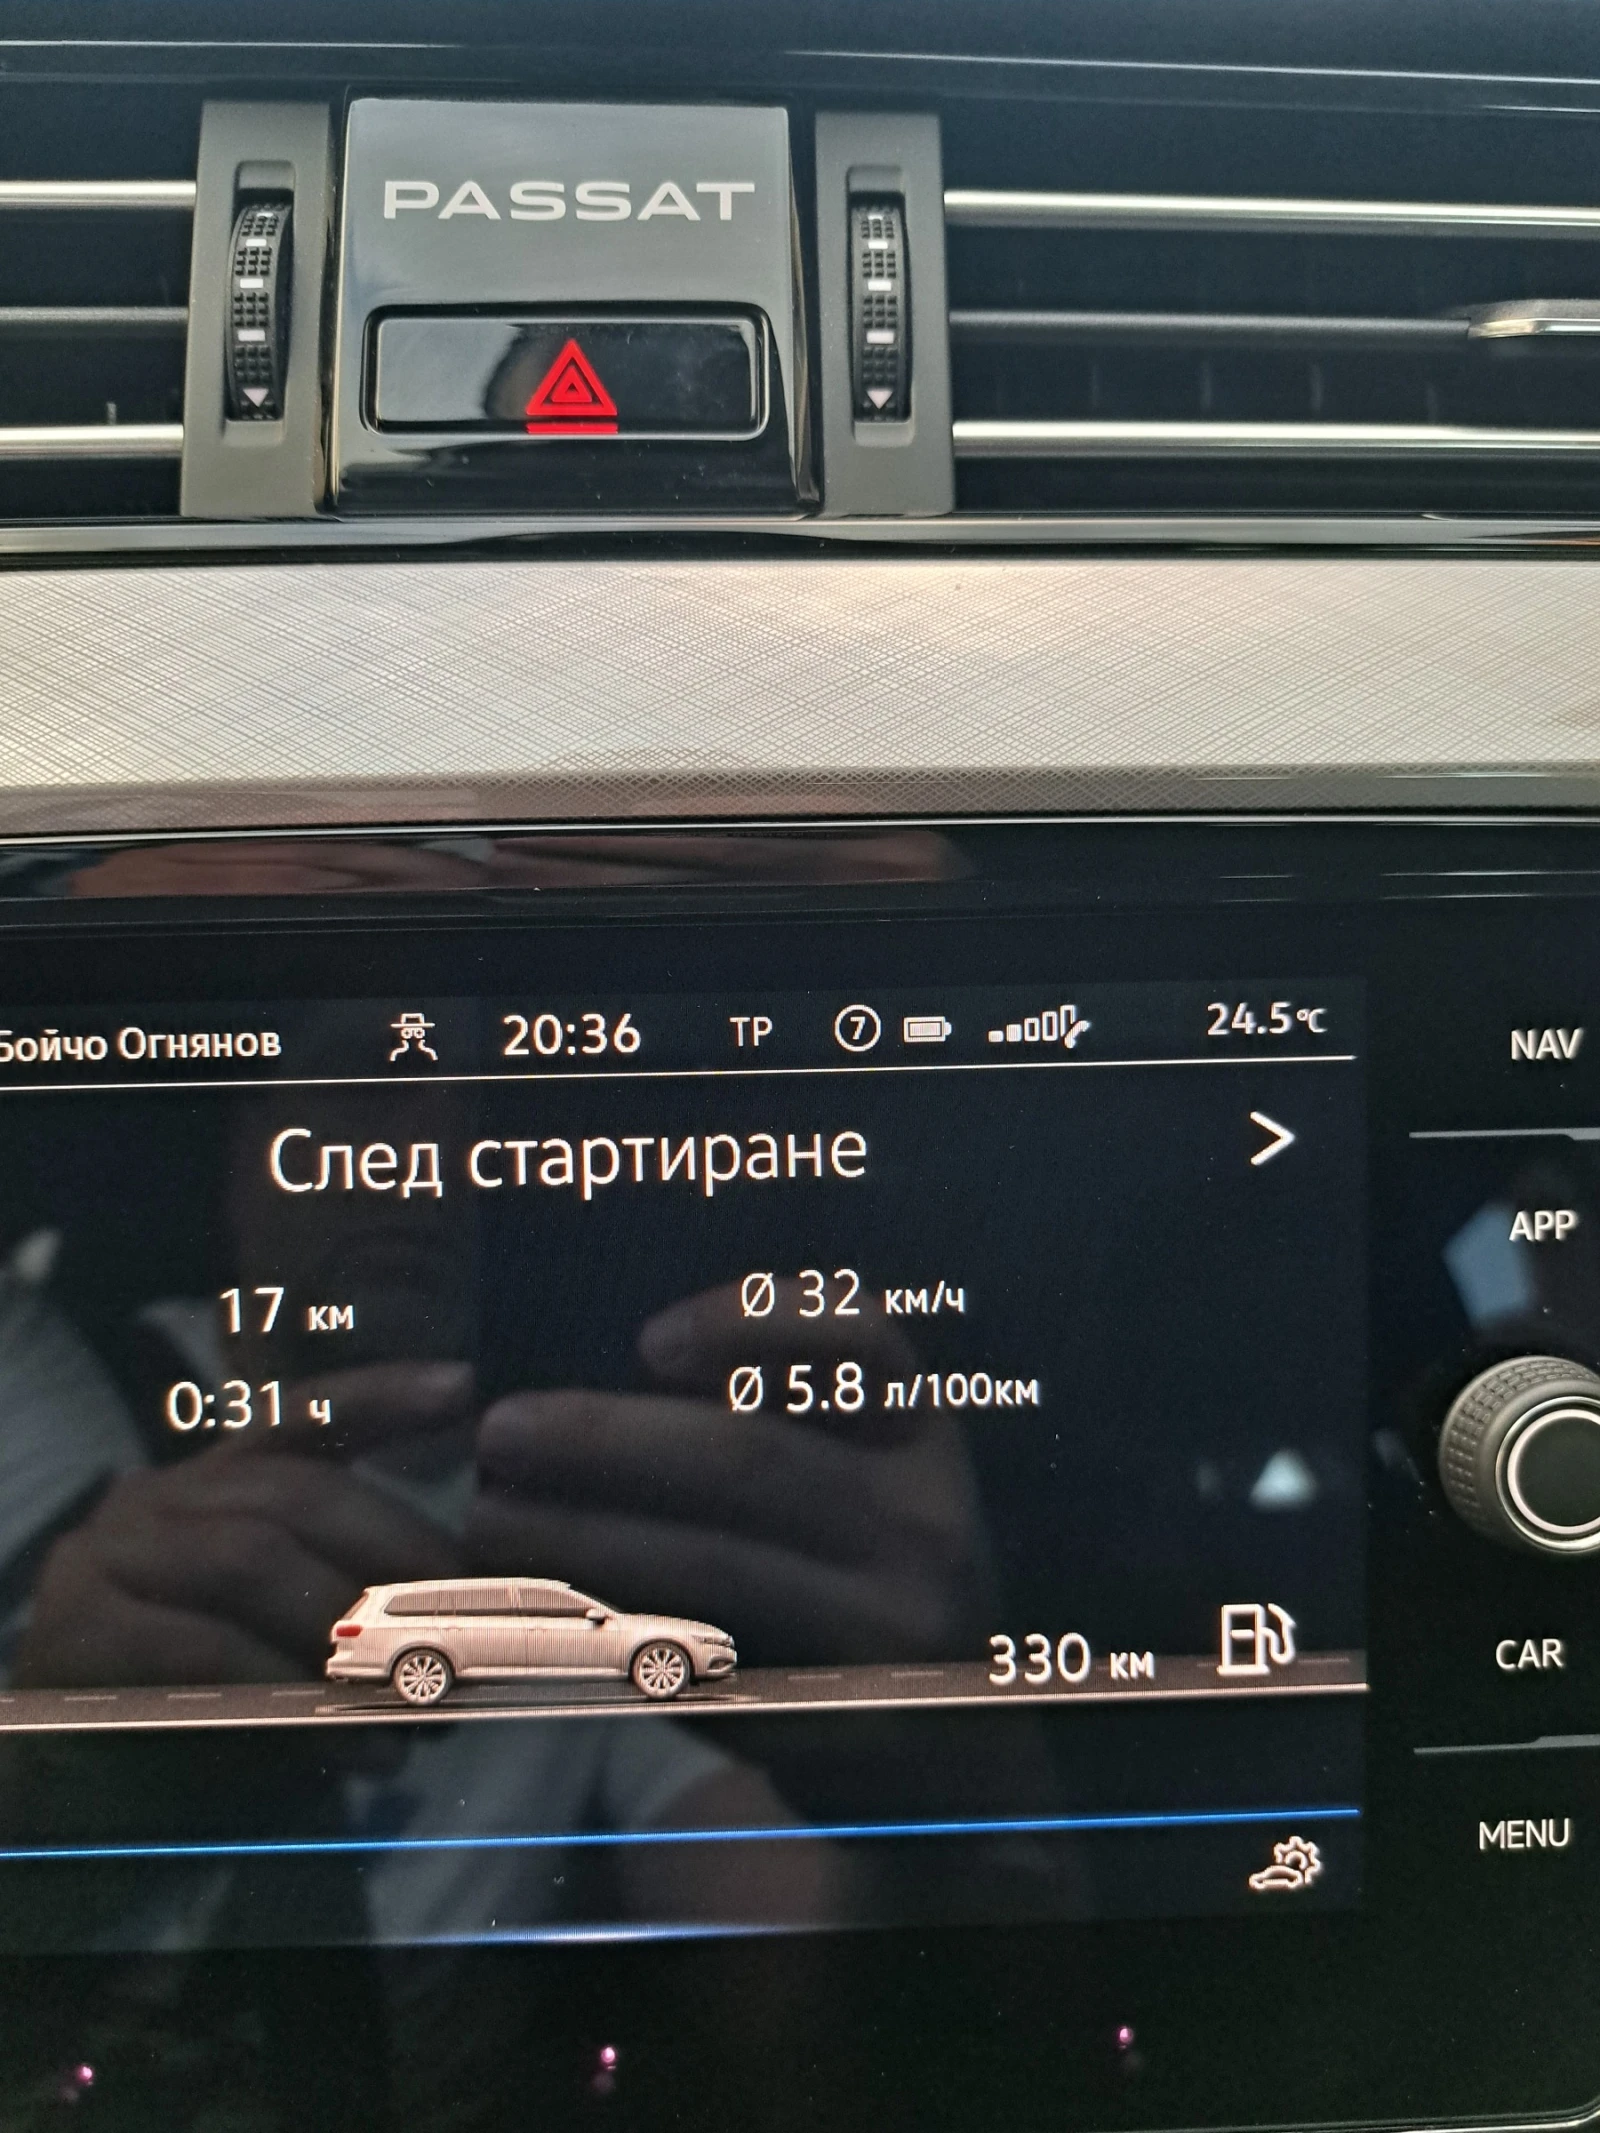 PASSAT
Бойчо Огнянов 20:36 TP 7 24.5°C
NAV
След стартиране >
APP
17 км Ø 32 км/ч
0:31 ч Ø 5.8 л/100км
330 км
CAR
MENU